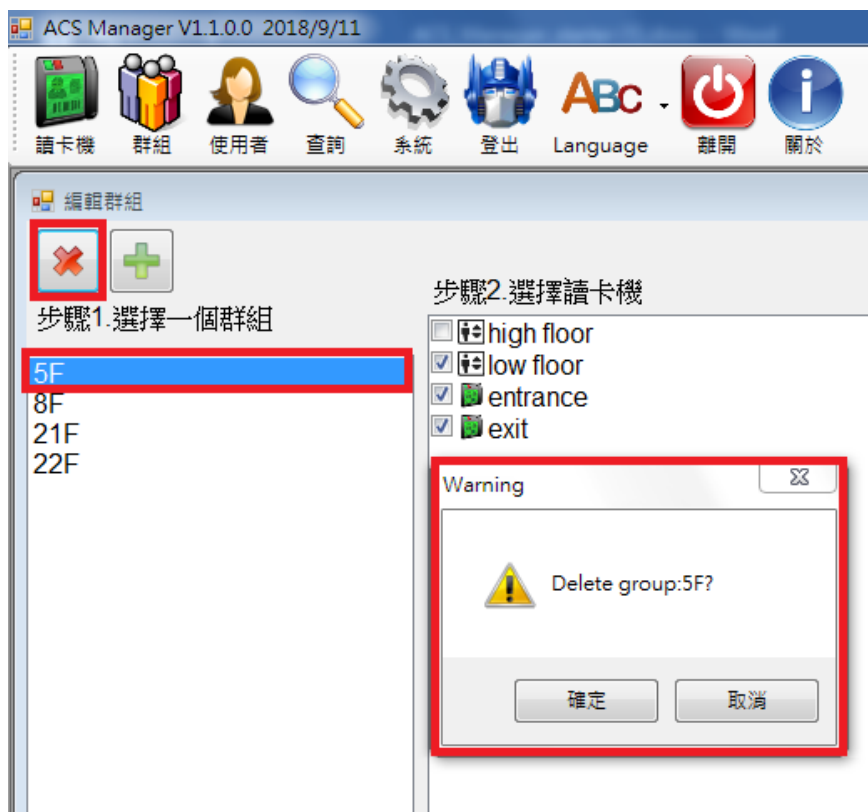 ACS Manager V1.1.0.0 2018/9/11
讀卡機 群組 使用者 查詢 系統 登出 Language 離開 關於
ABC
編輯群組
步驟1.選擇一個群組
5F
8F
21F
22F
步驟2.選擇讀卡機
high floor
low floor
entrance
exit
Warning
Delete group:5F?
確定 取消